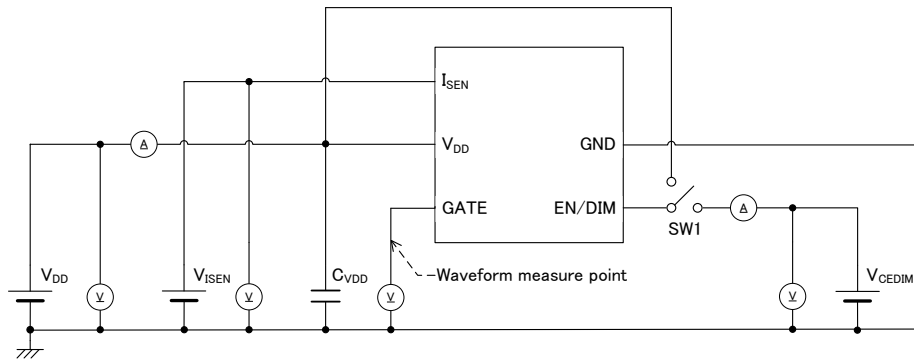 I_SEN
V_DD
GND
A
GATE
EN/DIM
A
SW1
Waveform measure point
V_DD
V
V_ISEN
V
C_VDD
V
V
V_CEDIM